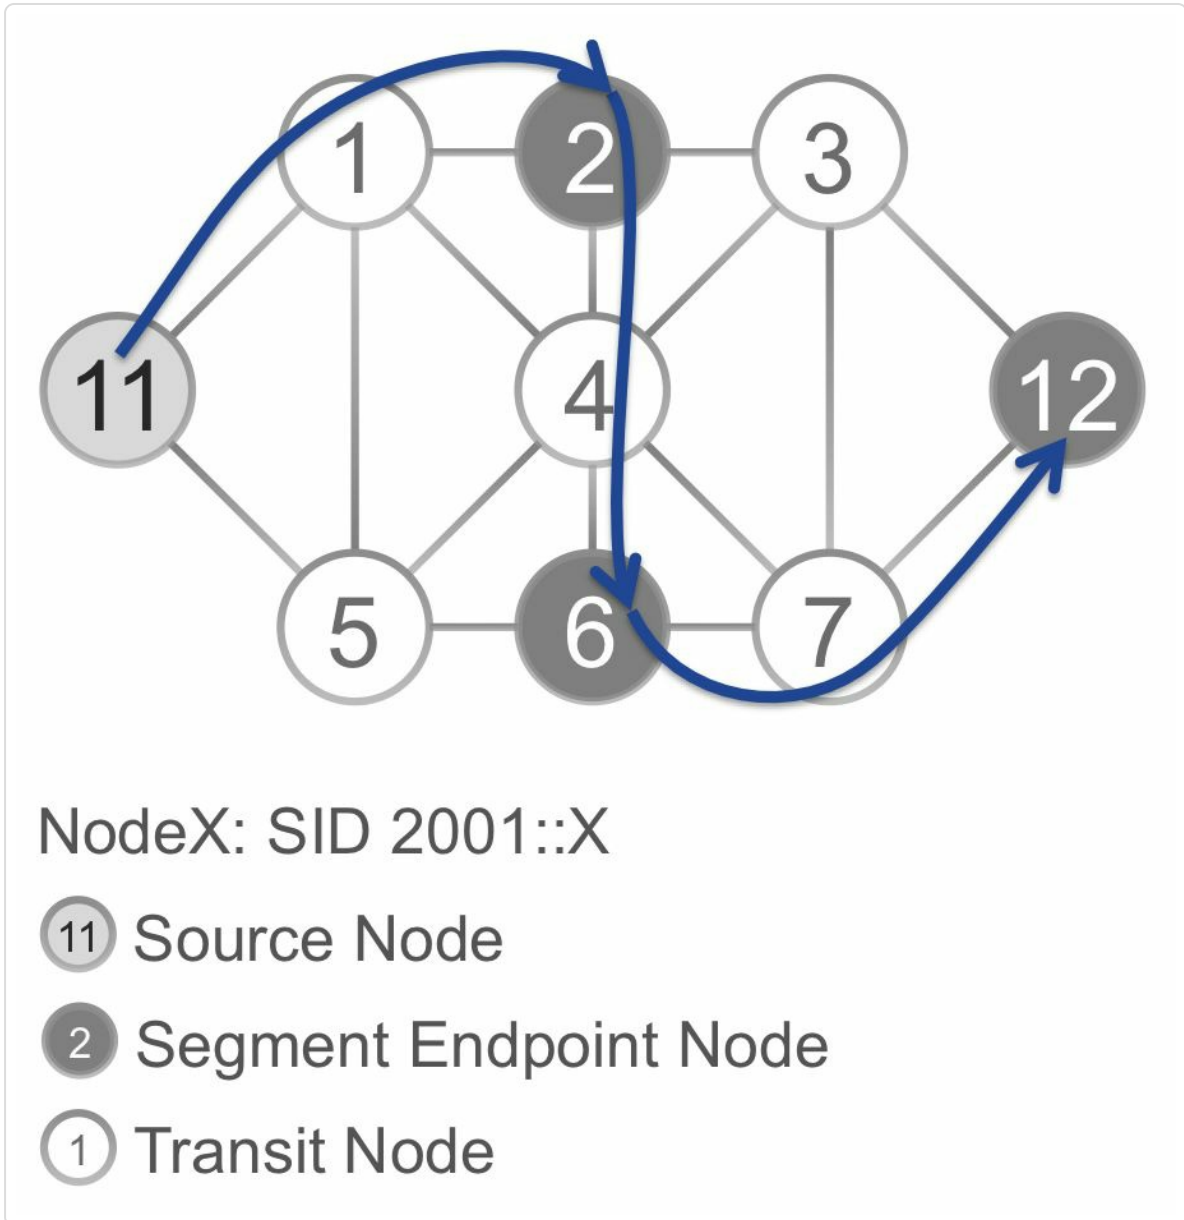 1 2 3
11 4 12
5 6 7
NodeX: SID 2001::X
11 Source Node
2 Segment Endpoint Node
1 Transit Node